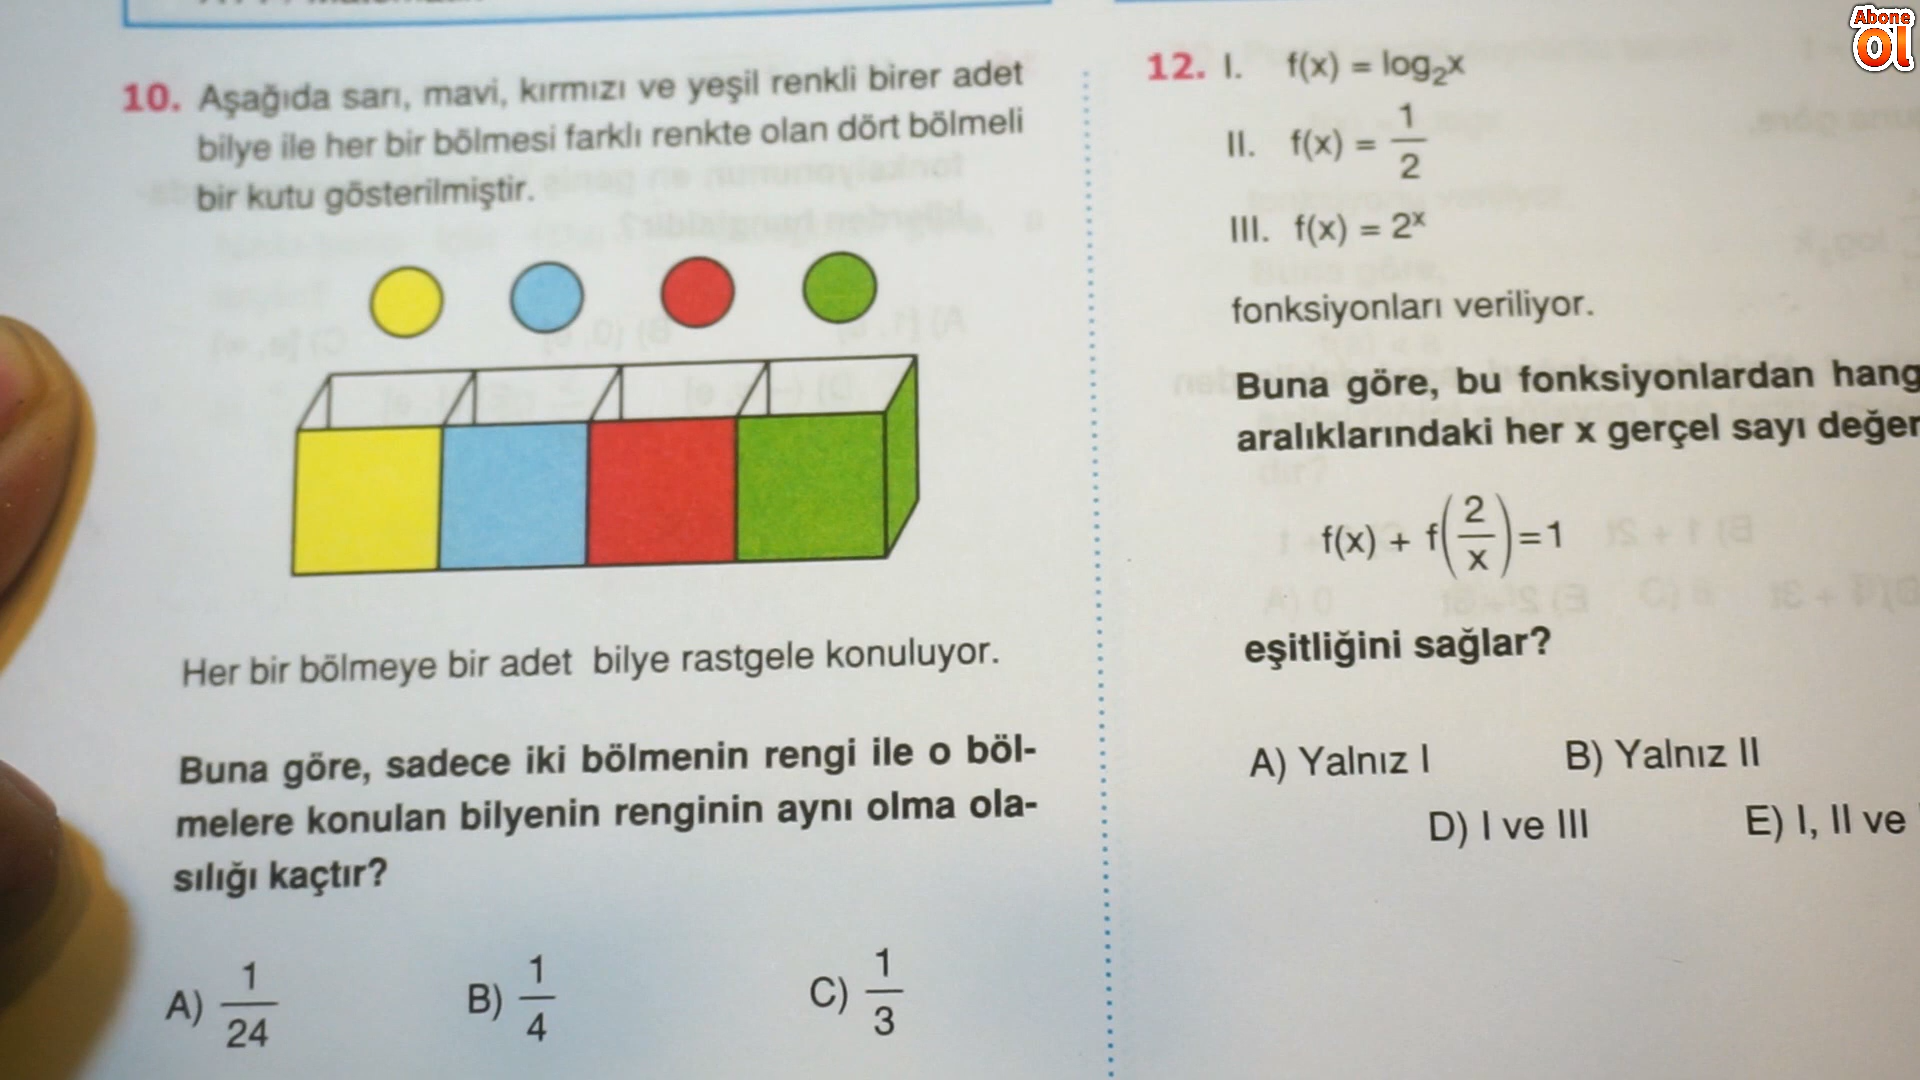 10. Aşağıda sarı, mavi, kırmızı ve yeşil renkli birer adet
bilye ile her bir bölmesi farklı renkte olan dört bölmeli
bir kutu gösterilmiştir.
Her bir bölmeye bir adet bilye rastgele konuluyor.
Buna göre, sadece iki bölmenin rengi ile o böl-
melere konulan bilyenin renginin aynı olma ola-
sılığı kaçtır?
A) 1/24 B) 1/4 C) 1/3
12. I. f(x) = log₂x
II. f(x) = 1/2
III. f(x) = 2ˣ
fonksiyonları veriliyor.
Buna göre, bu fonksiyonlardan hang
aralıklarındaki her x gerçel sayı değer
f(x) + f(2/x) = 1
eşitliğini sağlar?
A) Yalnız I B) Yalnız II
D) I ve III E) I, II ve
Abone
Ol